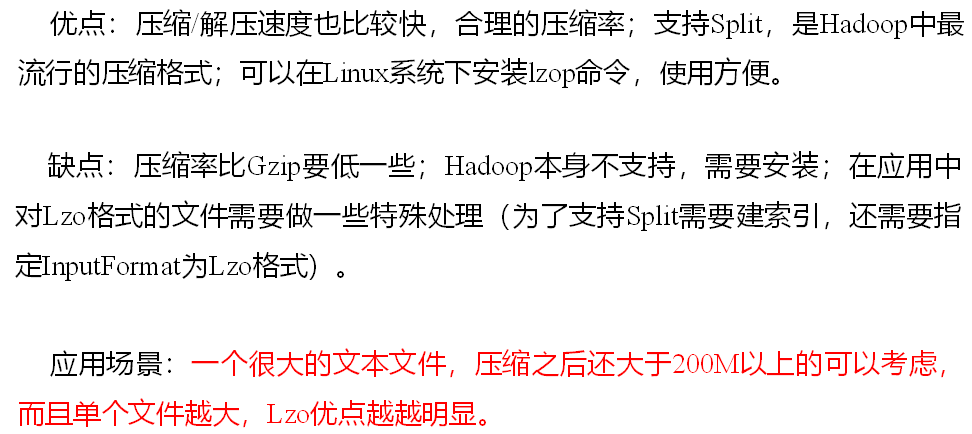 优点：压缩/解压速度也比较快，合理的压缩率；支持Split，是Hadoop中最
流行的压缩格式；可以在Linux系统下安装lzop命令，使用方便。
缺点：压缩率比Gzip要低一些；Hadoop本身不支持，需要安装；在应用中
对Lzo格式的文件需要做一些特殊处理（为了支持Split需要建索引，还需要指
定InputFormat为Lzo格式）。
应用场景：一个很大的文本文件，压缩之后还大于200M以上的可以考虑，
而且单个文件越大，Lzo优点越越明显。